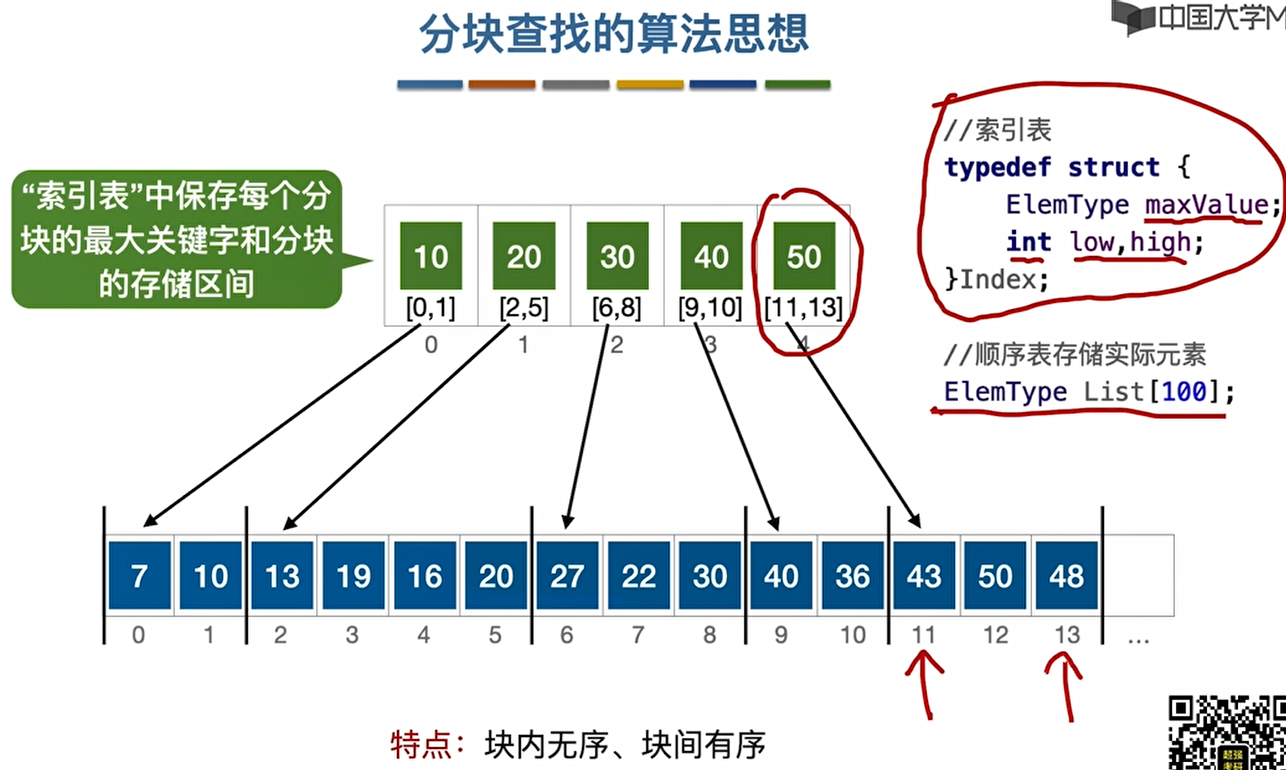 分块查找的算法思想
中国大学M
“索引表”中保存每个分
块的最大关键字和分块
的存储区间
10 20 30 40 50
[0,1] [2,5] [6,8] [9,10] [11,13]
0 1 2 3 4
//索引表
typedef struct {
ElemType maxValue;
int low,high;
}Index;
//顺序表存储实际元素
ElemType List[100];
7 10 13 19 16 20 27 22 30 40 36 43 50 48
0 1 2 3 4 5 6 7 8 9 10 11 12 13 ...
特点：块内无序、块间有序
超强
考研